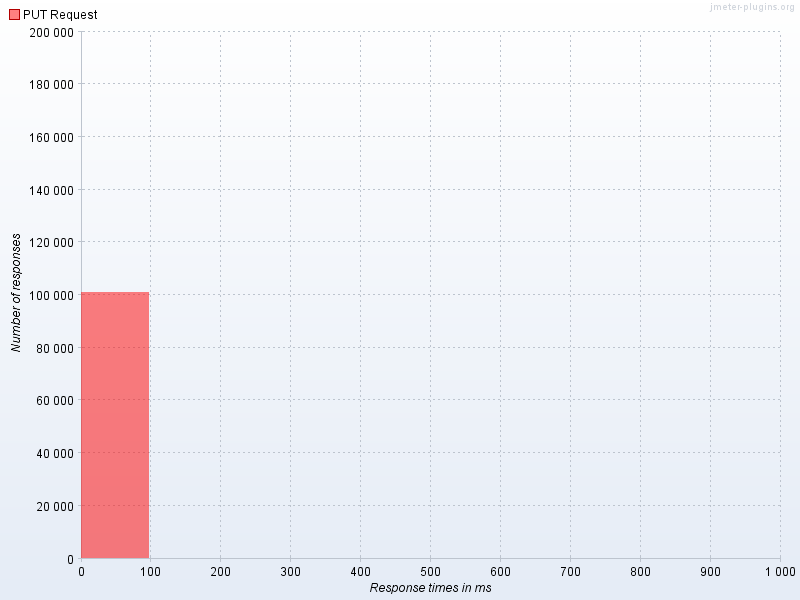 jmeter-plugins.org
PUT Request
200 000
180 000
160 000
140 000
120 000
100 000
80 000
60 000
40 000
20 000
0
Number of responses
0 100 200 300 400 500 600 700 800 900 1 000
Response times in ms